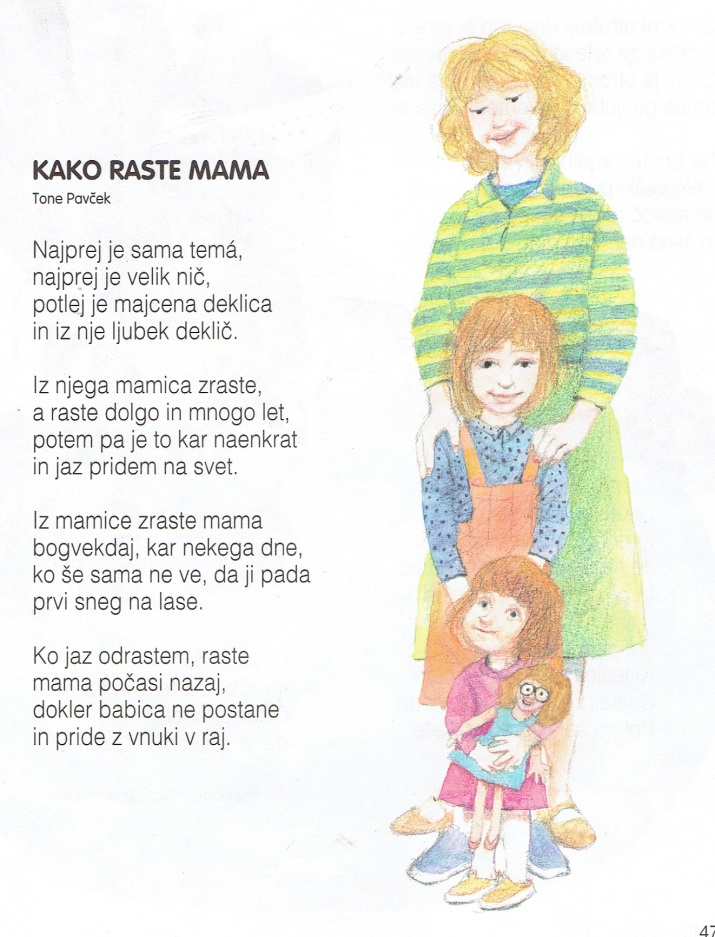 KAKO RASTE MAMA
Tone Pavček
Najprej je sama temá,
najprej je velik nič,
potlej je majcena deklica
in iz nje ljubek deklič.
Iz njega mamica zraste,
a raste dolgo in mnogo let,
potem pa je to kar naenkrat
in jaz pridem na svet.
Iz mamice zraste mama
bogvekdaj, kar nekega dne,
ko še sama ne ve, da ji pada
prvi sneg na lase.
Ko jaz odrastem, raste
mama počasi nazaj,
dokler babica ne postane
in pride z vnuki v raj.
47